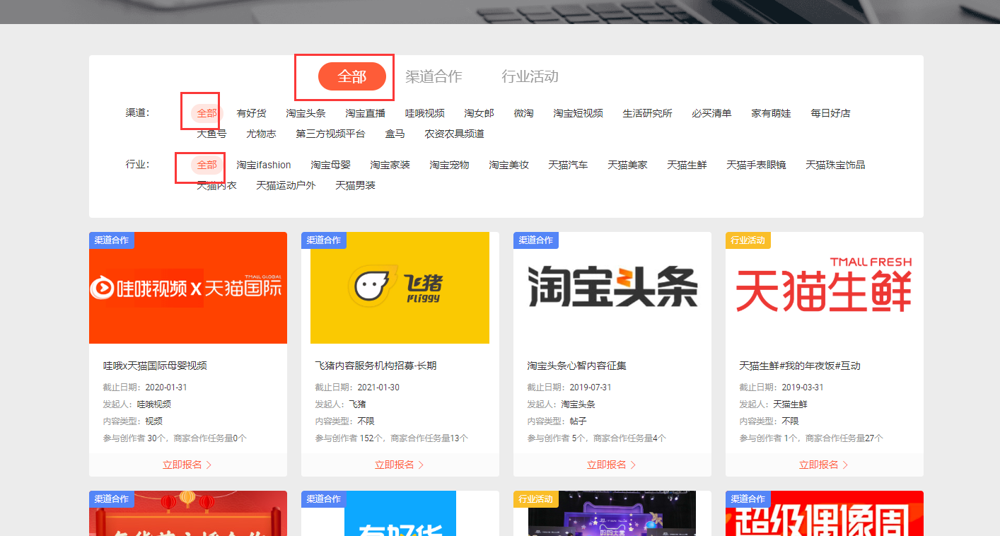 全部 渠道合作 行业活动
渠道: 全部 有好货 淘宝头条 淘宝直播 哇哦视频 淘女郎 微淘 淘宝短视频 生活研究所 必买清单 家有萌娃 每日好店
大鱼号 尤物志 第三方视频平台 盒马 农资农具频道
行业: 全部 淘宝ifashion 淘宝母婴 淘宝家装 淘宝宠物 淘宝美妆 天猫汽车 天猫美家 天猫生鲜 天猫手表眼镜 天猫珠宝饰品
天猫内衣 天猫运动户外 天猫男装
渠道合作
TMALL GLOBAL
哇哦视频 x 天猫国际
哇哦x天猫国际母婴视频
截止日期: 2020-01-31
发起人: 哇哦视频
内容类型: 视频
参与创作者 30个, 商家合作任务量0个
立即报名 >
渠道合作
飞猪
Fliggy
飞猪内容服务机构招募-长期
截止日期: 2021-01-30
发起人: 飞猪
内容类型: 不限
参与创作者 152个, 商家合作任务量13个
立即报名 >
渠道合作
淘宝头条
淘宝头条心智内容征集
截止日期: 2019-07-31
发起人: 淘宝头条
内容类型: 帖子
参与创作者 5个, 商家合作任务量4个
立即报名 >
行业活动
TMALL FRESH
天猫生鲜
天猫生鲜#我的年夜饭#互动
截止日期: 2019-03-31
发起人: 天猫生鲜
内容类型: 不限
参与创作者 1个, 商家合作任务量27个
立即报名 >
渠道合作
渠道合作
有好货
行业活动
渠道合作
超级偶像周